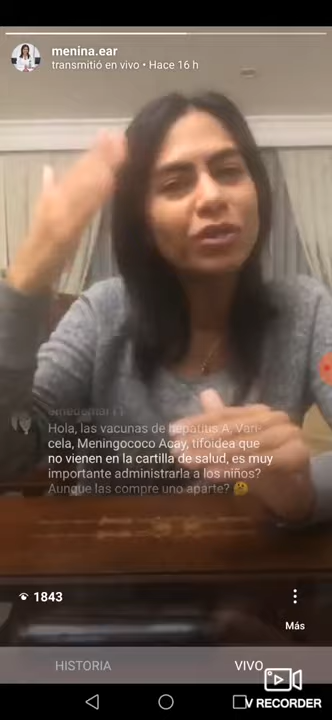 menina.ear
transmitió en vivo • Hace 16 h
Hola, las vacunas de hepatitis A, Vari-
cela, Meningococo Acay, tifoidea que
no vienen en la cartilla de salud, es muy
importante administrarla a los niños?
Aunque las compre uno aparte? 🤔
1843
Más
HISTORIA
VIVO
V RECORDER